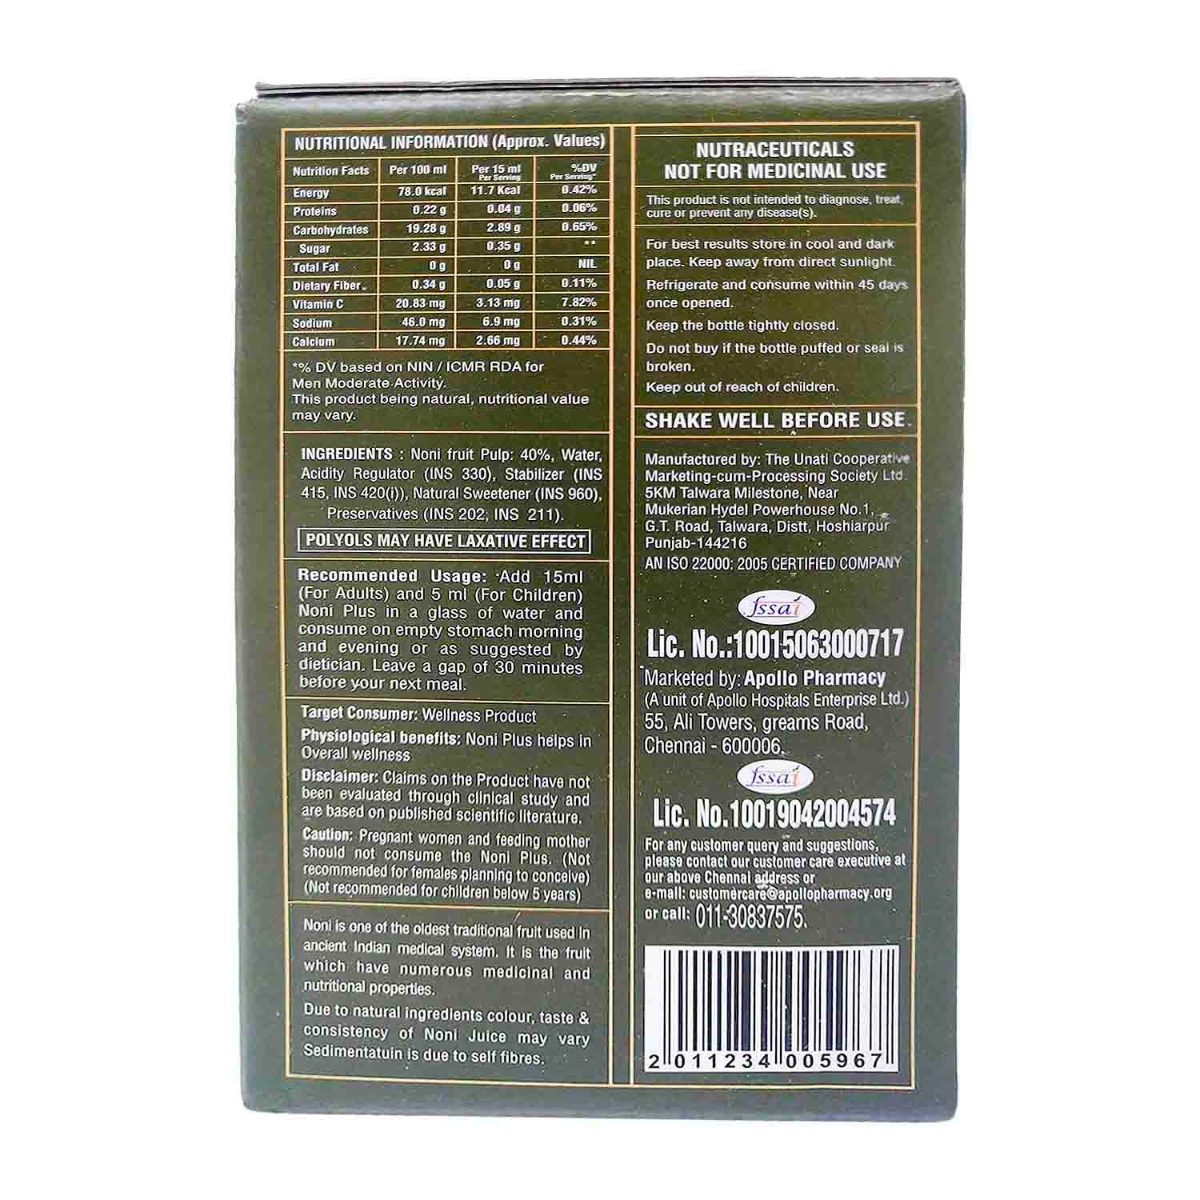 NUTRITIONAL INFORMATION (Approx. Values)
Nutrition Facts Per 100 ml Per 15 ml Per Serving %DV Per Serving*
Energy 78.0 kcal 11.7 Kcal 0.42%
Proteins 0.22 g 0.04 g 0.06%
Carbohydrates 19.28 g 2.89 g 0.65%
Sugar 2.33 g 0.35 g **
Total Fat 0 g 0 g NIL
Dietary Fiber 0.34 g 0.05 g 0.11%
Vitamin C 20.83 mg 3.13 mg 7.82%
Sodium 46.0 mg 6.9 mg 0.31%
Calcium 17.74 mg 2.66 mg 0.44%
*% DV based on NIN / ICMR RDA for
Men Moderate Activity.
This product being natural, nutritional value
may vary.
INGREDIENTS : Noni fruit Pulp: 40%, Water,
Acidity Regulator (INS 330), Stabilizer (INS
415, INS 420(I)), Natural Sweetener (INS 960),
Preservatives (INS 202, INS 211).
POLYOLS MAY HAVE LAXATIVE EFFECT
Recommended Usage: Add 15ml
(For Adults) and 5 ml (For Children)
Noni Plus in a glass of water and
consume on empty stomach morning
and evening or as suggested by
dietician. Leave a gap of 30 minutes
before your next meal.
Target Consumer: Wellness Product
Physiological benefits: Noni Plus helps in
Overall wellness
Disclaimer: Claims on the Product have not
been evaluated through clinical study and
are based on published scientific literature.
Caution: Pregnant women and feeding mother
should not consume the Noni Plus. (Not
recommended for females planning to conceive)
(Not recommended for children below 5 years)
Noni is one of the oldest traditional fruit used in
ancient Indian medical system. It is the fruit
which have numerous medicinal and
nutritional properties.
Due to natural ingredients colour, taste &
consistency of Noni Juice may vary
Sedimentatuin is due to self fibres.
NUTRACEUTICALS
NOT FOR MEDICINAL USE
This product is not intended to diagnose, treat,
cure or prevent any disease(s).
For best results store in cool and dark
place. Keep away from direct sunlight.
Refrigerate and consume within 45 days
once opened.
Keep the bottle tightly closed.
Do not buy if the bottle puffed or seal is
broken.
Keep out of reach of children.
SHAKE WELL BEFORE USE.
Manufactured by: The Unati Cooperative
Marketing-cum-Processing Society Ltd.
5KM Talwara Milestone, Near
Mukerian Hydel Powerhouse No.1,
G.T. Road, Talwara, Distt, Hoshiarpur
Punjab-144216
AN ISO 22000: 2005 CERTIFIED COMPANY
fssai
Lic. No.:10015063000717
Marketed by: Apollo Pharmacy
(A unit of Apollo Hospitals Enterprise Ltd.)
55, Ali Towers, greams Road,
Chennai - 600006.
fssai
Lic. No.10019042004574
For any customer query and suggestions,
please contact our customer care executive at
our above Chennai address or
e-mail: customercare@apollopharmacy.org
or call: 011-30837575.
2 011234 005967